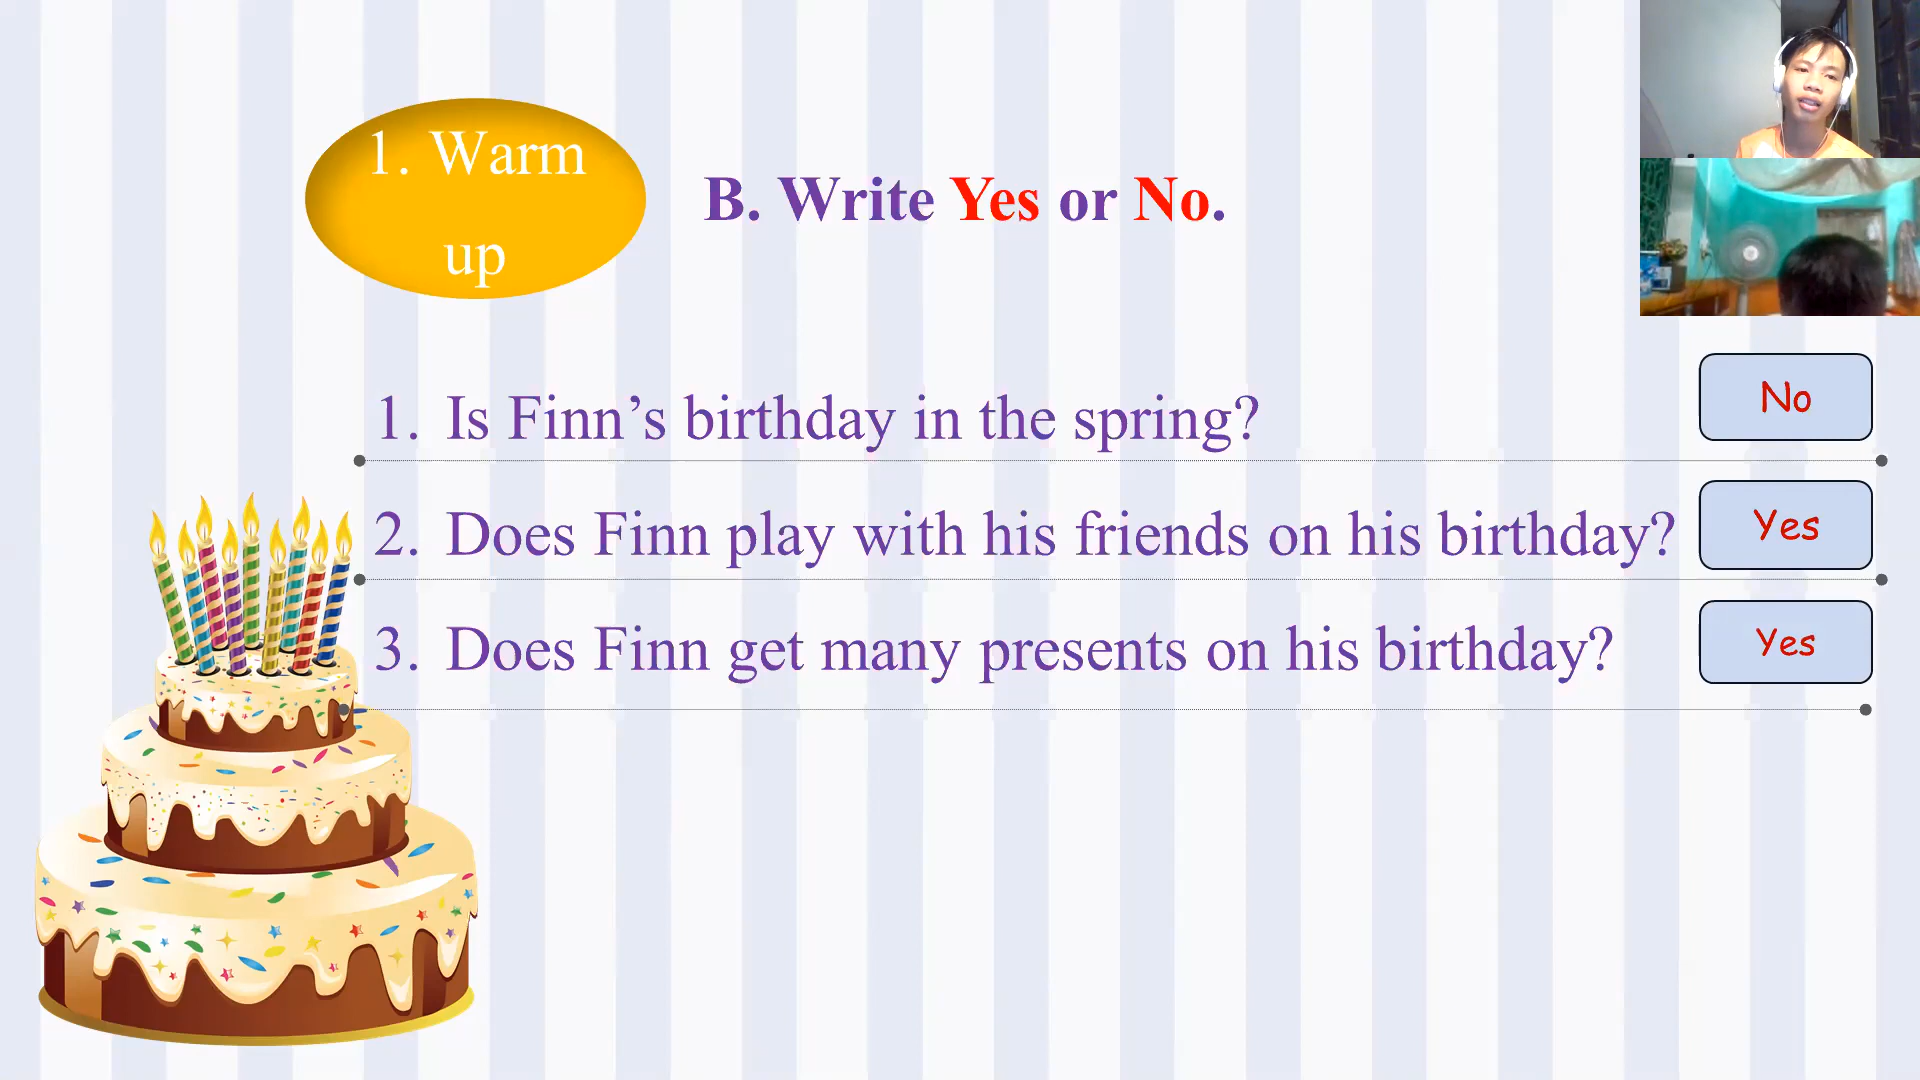 1. Warm
up
B. Write Yes or No.
1. Is Finn’s birthday in the spring?
No
2. Does Finn play with his friends on his birthday?
Yes
3. Does Finn get many presents on his birthday?
Yes